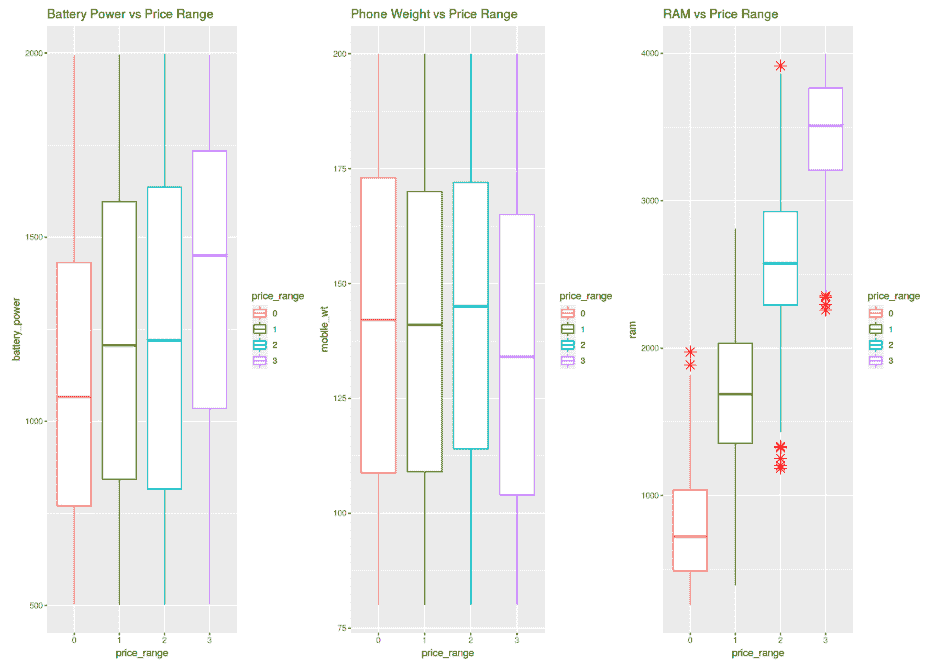 Battery Power vs Price Range
2000
1500
1000
500
battery_power
0 1 2 3
price_range
price_range
0
1
2
3
Phone Weight vs Price Range
200
175
150
125
100
75
mobile_wt
0 1 2 3
price_range
price_range
0
1
2
3
RAM vs Price Range
4000
3000
2000
1000
ram
0 1 2 3
price_range
price_range
0
1
2
3